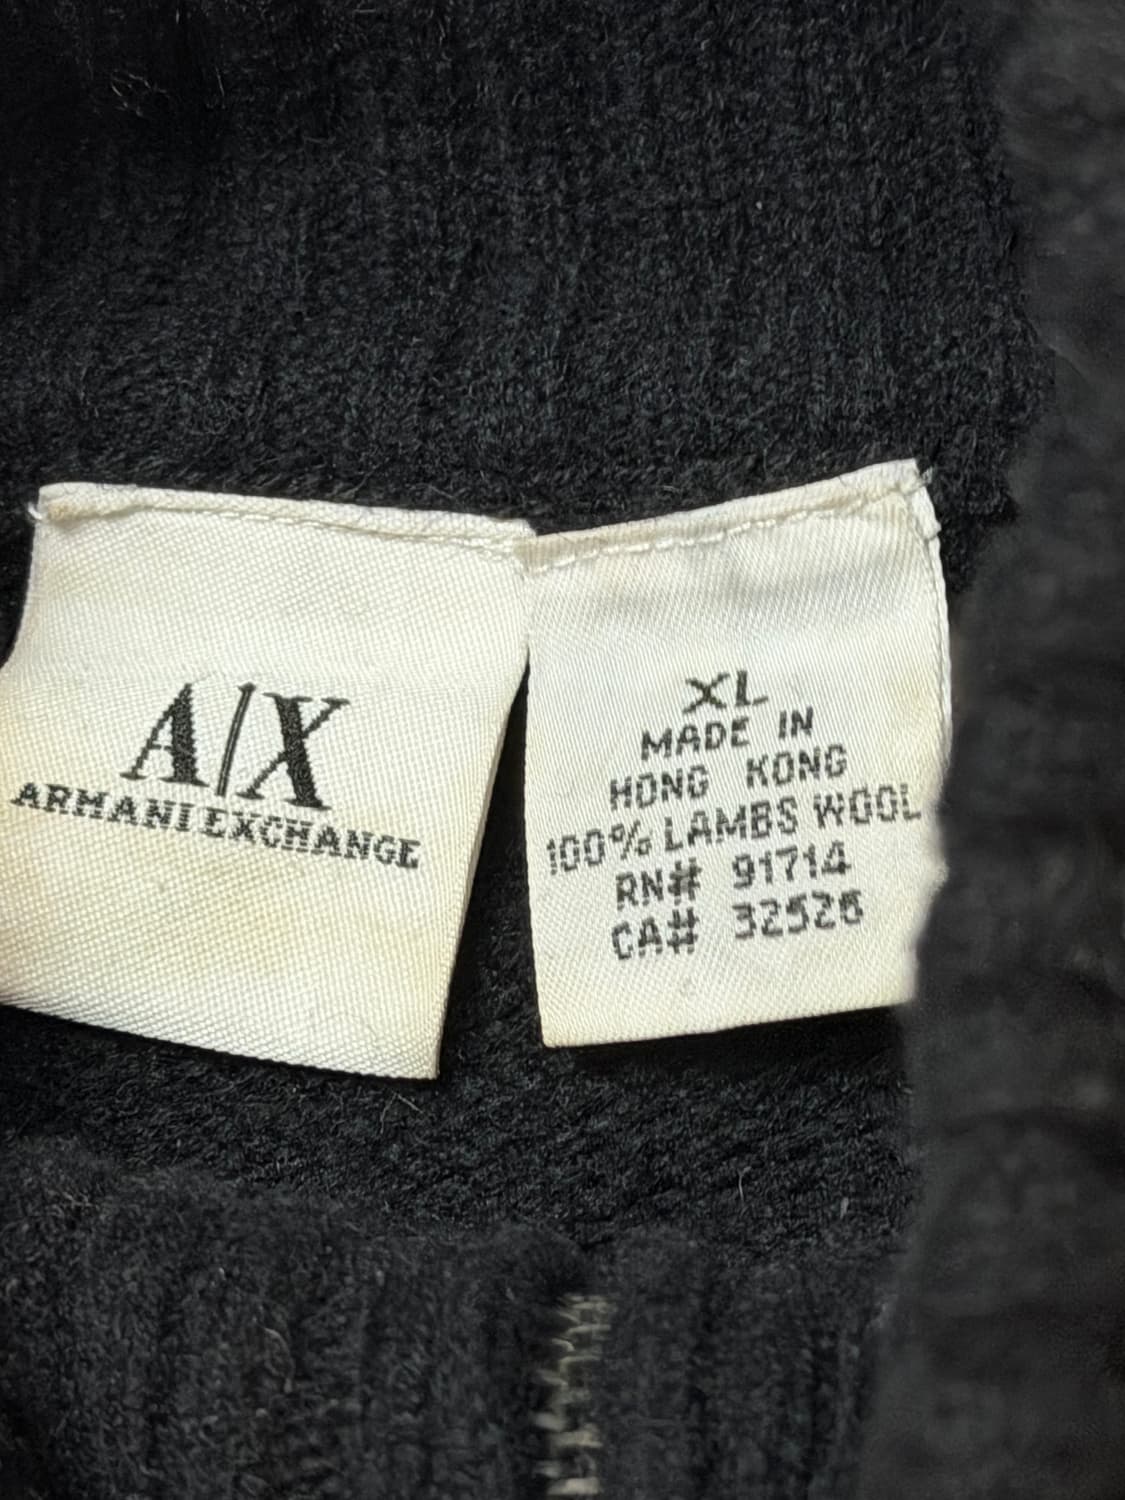 A|X
ARMANI EXCHANGE
XL
MADE IN
HONG KONG
100% LAMBS WOOL
RN# 91714
CA# 32526